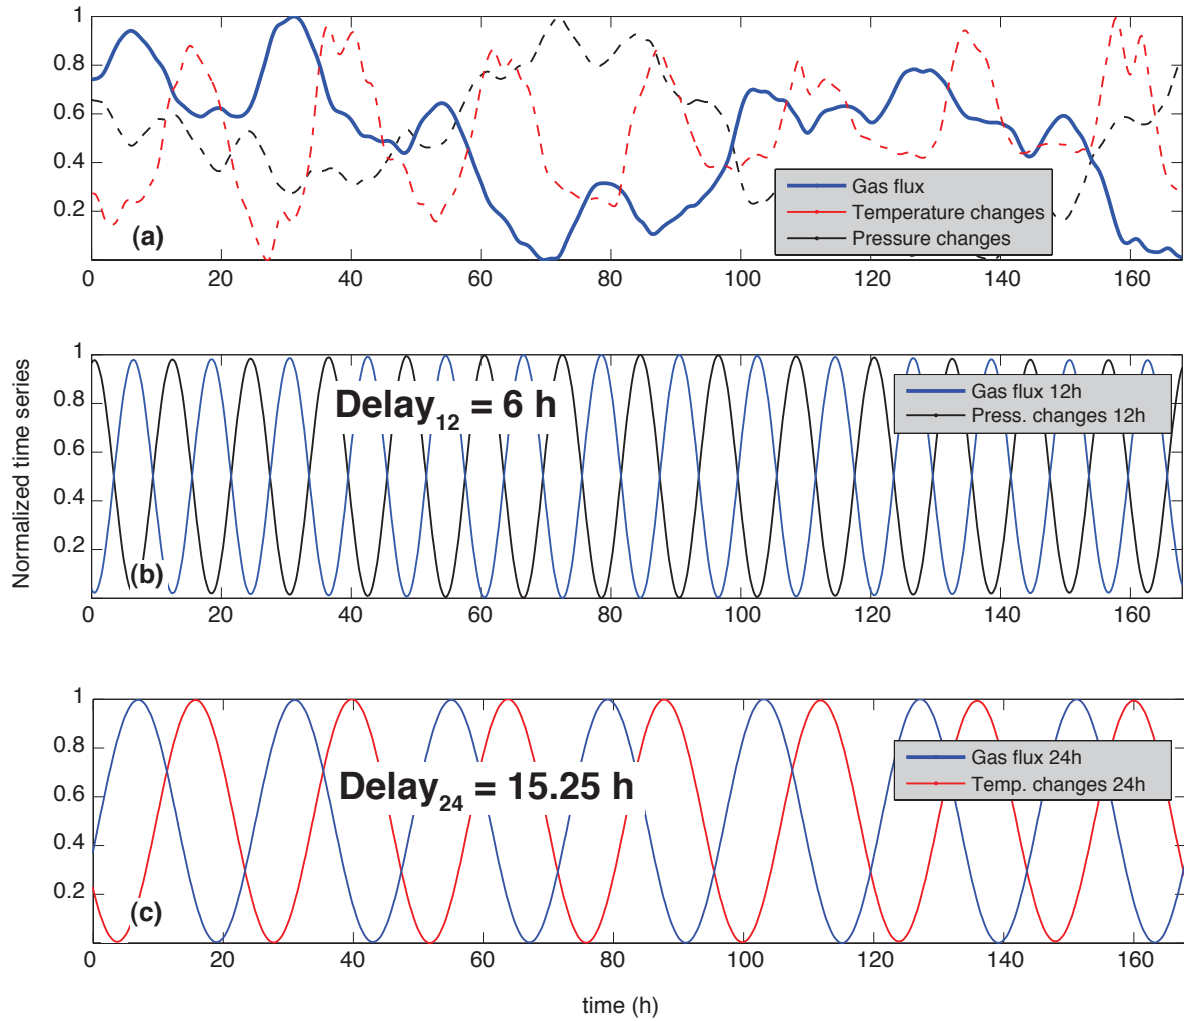 1
0.8
0.6
0.4
0.2
(a)
Gas flux
Temperature changes
Pressure changes
0 20 40 60 80 100 120 140 160
Normalized time series
1
0.8
0.6
0.4
0.2
(b)
Delay12 = 6 h
Gas flux 12h
Press. changes 12h
0 20 40 60 80 100 120 140 160
1
0.8
0.6
0.4
0.2
(c)
Delay24 = 15.25 h
Gas flux 24h
Temp. changes 24h
0 20 40 60 80 100 120 140 160
time (h)